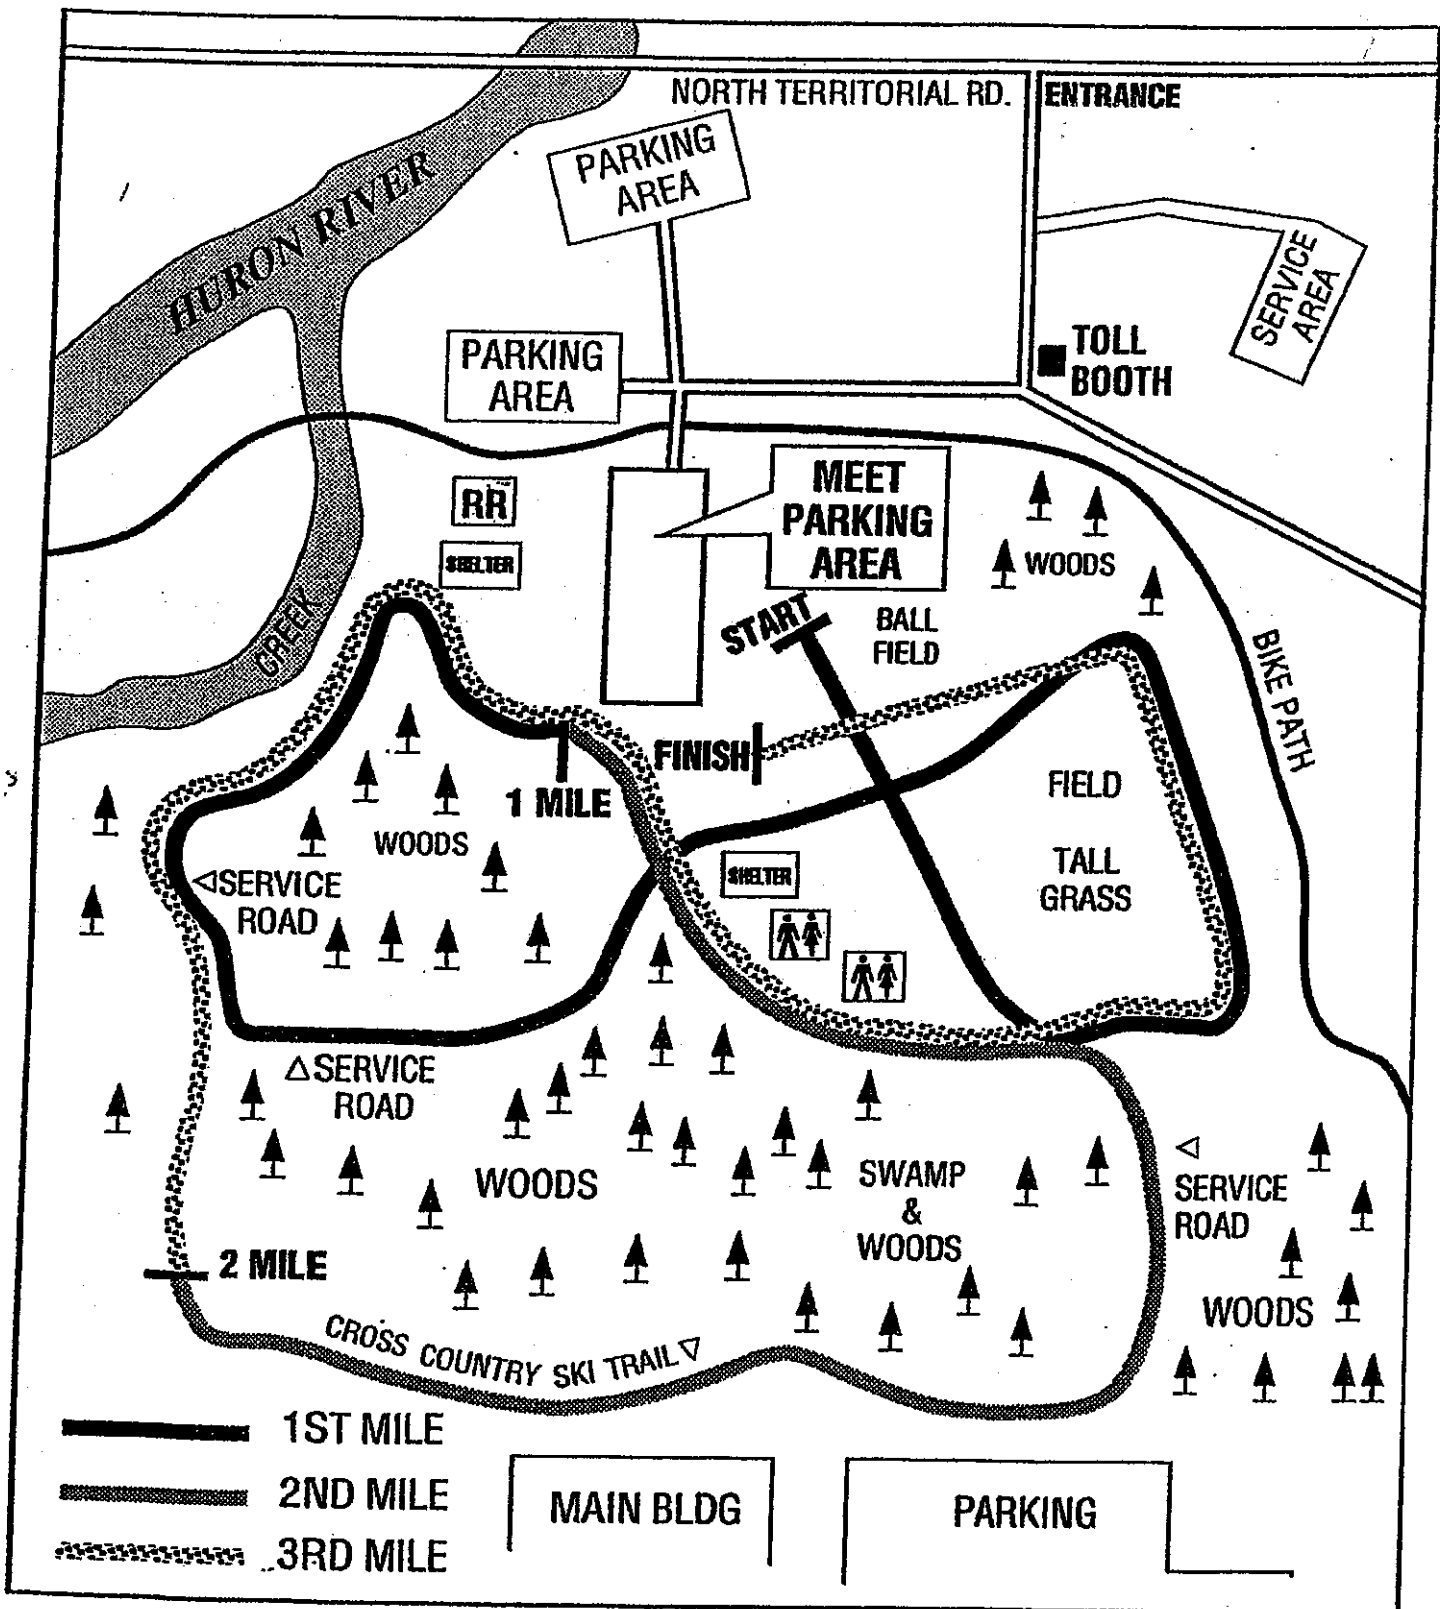 NORTH TERRITORIAL RD.
ENTRANCE
PARKING
AREA
HURON RIVER
SERVICE
AREA
TOLL
BOOTH
PARKING
AREA
MEET
PARKING
AREA
RR
SHELTER
WOODS
START
BALL
FIELD
CREEK
BIKE PATH
FINISH
1 MILE
FIELD
TALL
GRASS
WOODS
SHELTER
SERVICE
ROAD
SERVICE
ROAD
WOODS
SWAMP
&
WOODS
SERVICE
ROAD
2 MILE
WOODS
CROSS COUNTRY SKI TRAIL
1ST MILE
2ND MILE
3RD MILE
MAIN BLDG
PARKING